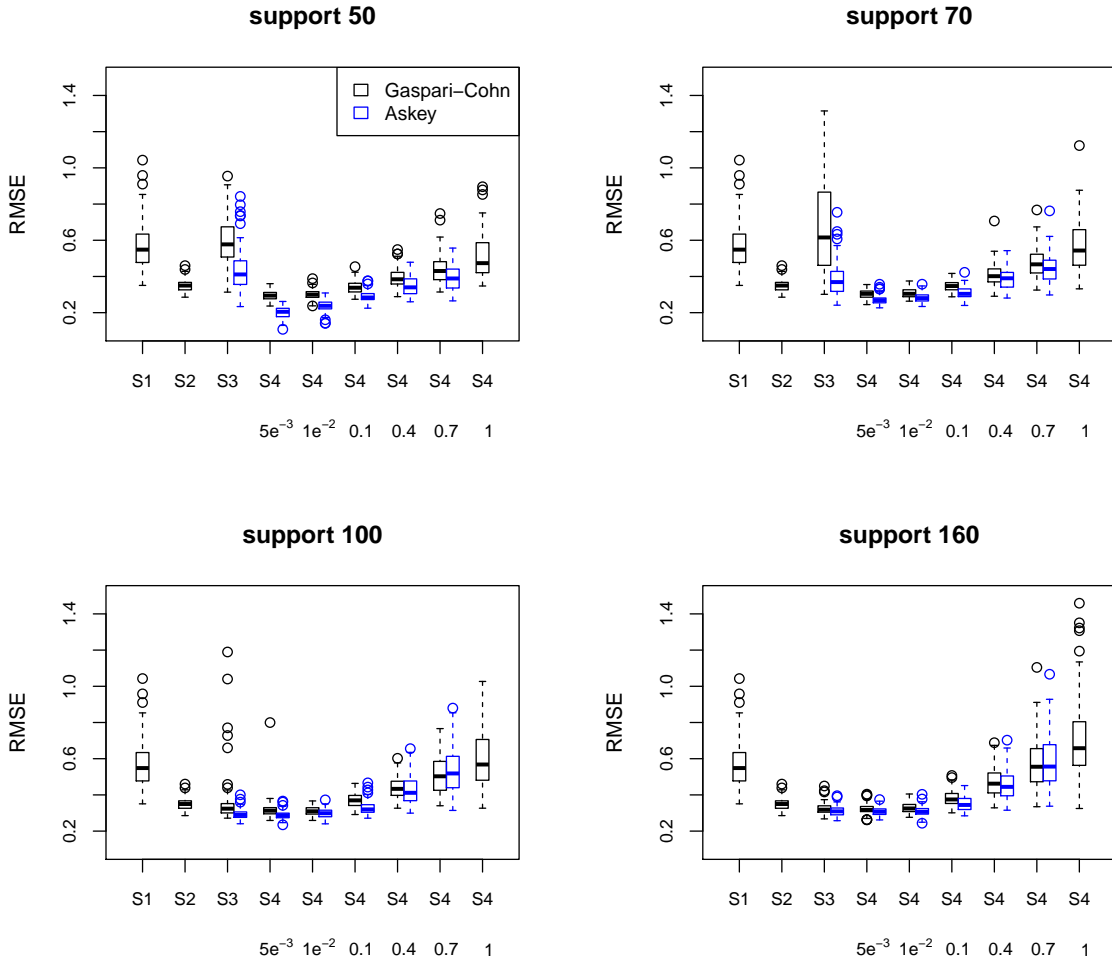 support 50
RMSE
1.4
1.0
0.6
0.2
Gaspari−Cohn
Askey
S1 S2 S3 S4 S4 S4 S4 S4 S4
5e⁻³ 1e⁻² 0.1 0.4 0.7 1
support 70
RMSE
1.4
1.0
0.6
0.2
S1 S2 S3 S4 S4 S4 S4 S4 S4
5e⁻³ 1e⁻² 0.1 0.4 0.7 1
support 100
RMSE
1.4
1.0
0.6
0.2
S1 S2 S3 S4 S4 S4 S4 S4 S4
5e⁻³ 1e⁻² 0.1 0.4 0.7 1
support 160
RMSE
1.4
1.0
0.6
0.2
S1 S2 S3 S4 S4 S4 S4 S4 S4
5e⁻³ 1e⁻² 0.1 0.4 0.7 1